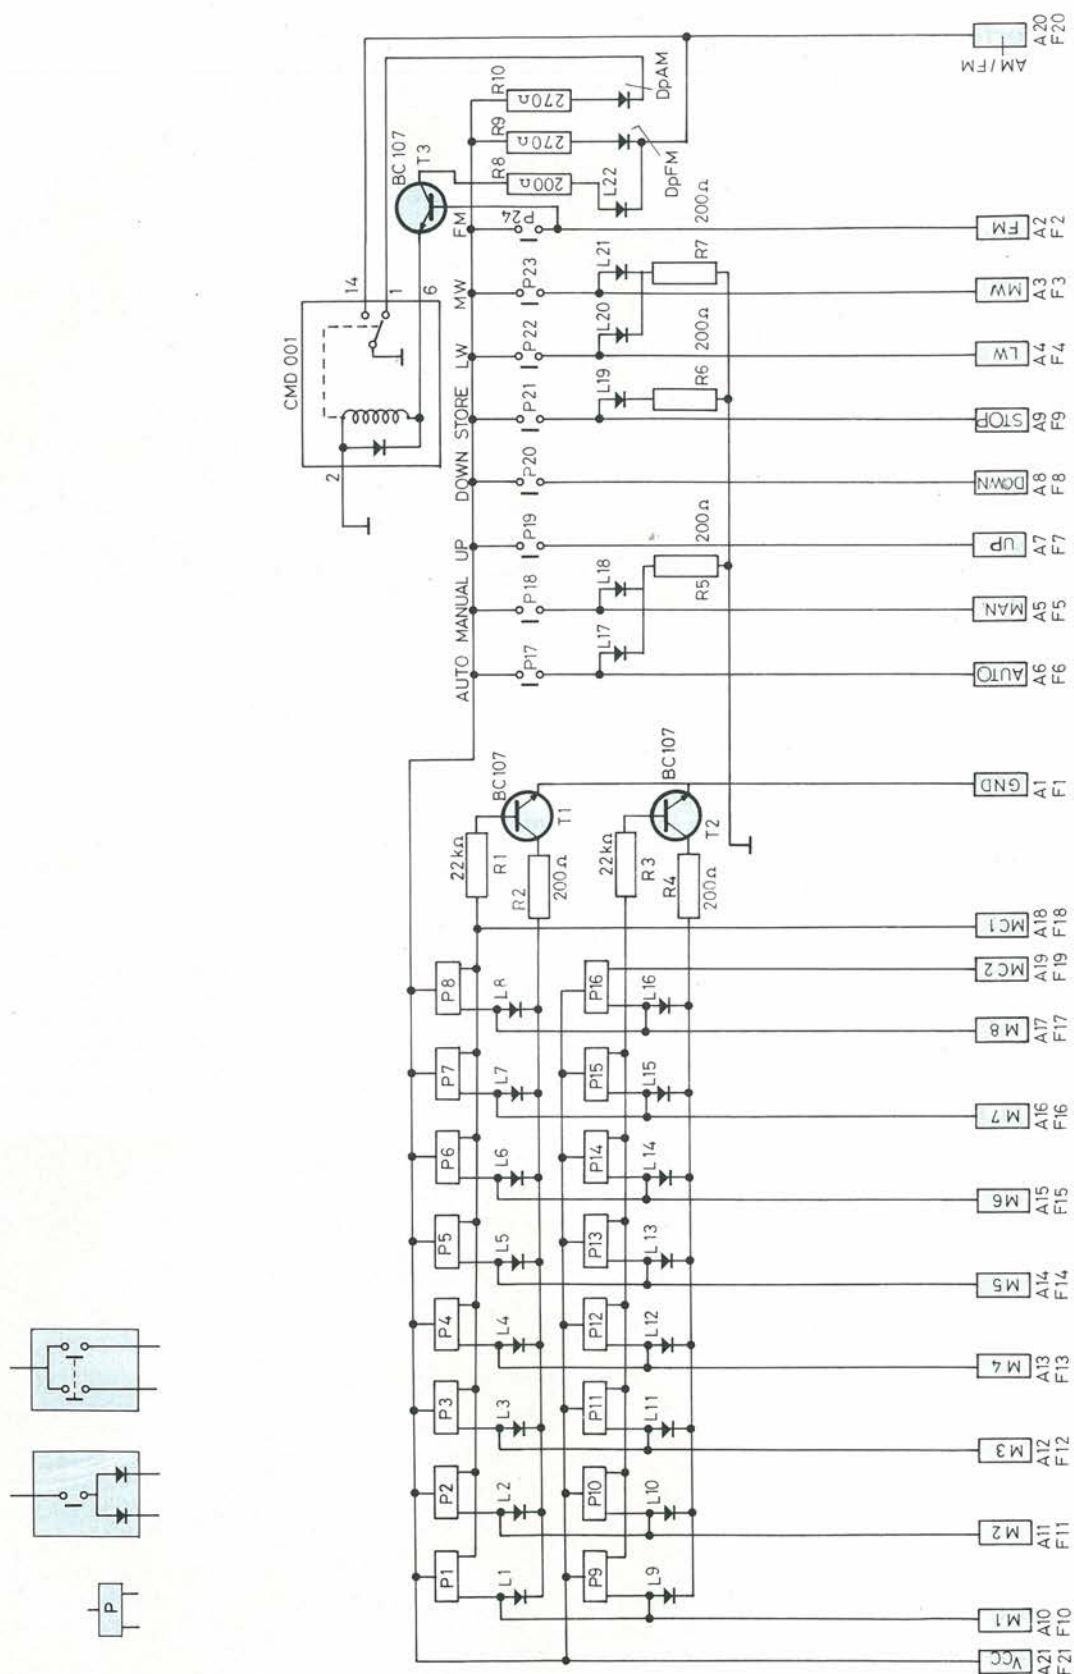 CMD 001
2
14
1
6
BC 107
T3
AUTO
MANUAL
UP
DOWN
STORE
LW
MW
FM
P17
P18
P19
P20
P21
P22
P23
P24
R8
200Ω
R9
270Ω
R10
270Ω
L22
DpFM
DpAM
L17
L18
L19
L20
L21
R5
200Ω
R6
200Ω
R7
200Ω
P1
P2
P3
P4
P5
P6
P7
P8
L1
L2
L3
L4
L5
L6
L7
L8
22kΩ
R1
R2
200Ω
BC107
T1
P9
P10
P11
P12
P13
P14
P15
P16
L9
L10
L11
L12
L13
L14
L15
L16
22kΩ
R3
R4
200Ω
BC107
T2
P
VCC
A21
F21
M1
A10
F10
M2
A11
F11
M3
A12
F12
M4
A13
F13
M5
A14
F14
M6
A15
F15
M7
A16
F16
M8
A17
F17
MC2
A19
F19
MC1
A18
F18
GND
A1
F1
AUTO
A6
F6
MAN.
A5
F5
UP
A7
F7
DOWN
A8
F8
STOP
A9
F9
LW
A4
F4
MW
A3
F3
FM
A2
F2
AM/FM
A20
F20